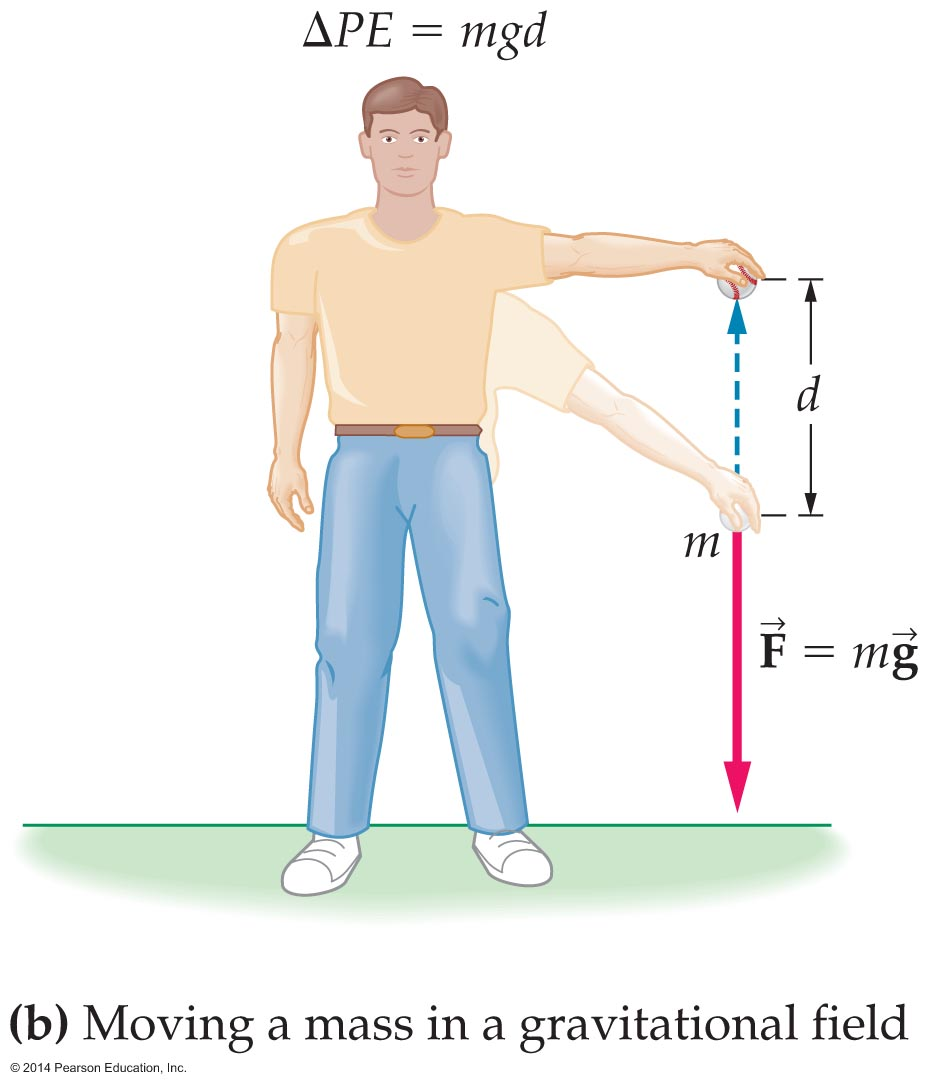 ΔPE = mgd
d
m
F⃗ = mg⃗
(b) Moving a mass in a gravitational field
© 2014 Pearson Education, Inc.